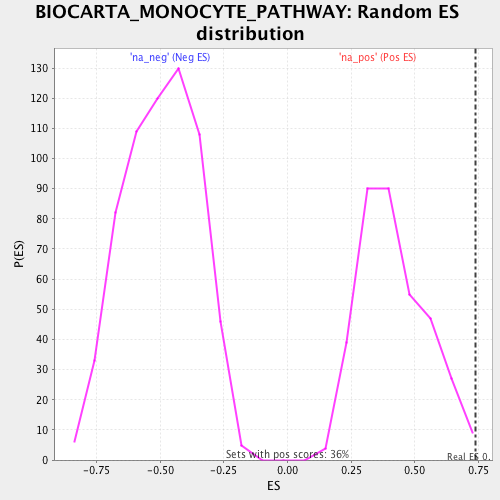 BIOCARTA_MONOCYTE_PATHWAY: Random ES
distribution
'na_neg' (Neg ES)
'na_pos' (Pos ES)
130
120
110
100
90
80
70
60
50
40
30
20
10
0
P(ES)
Sets with pos scores: 36%
Real ES 0.
-0.75
-0.50
-0.25
0.00
0.25
0.50
0.75
ES